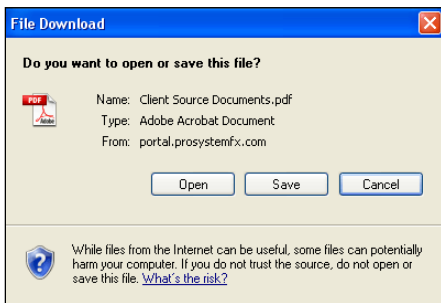 File Download
Do you want to open or save this file?
PDF
Adobe
Name: Client Source Documents.pdf
Type: Adobe Acrobat Document
From: portal.prosystemfx.com
Open Save Cancel
While files from the Internet can be useful, some files can potentially
harm your computer. If you do not trust the source, do not open or
save this file. What's the risk?